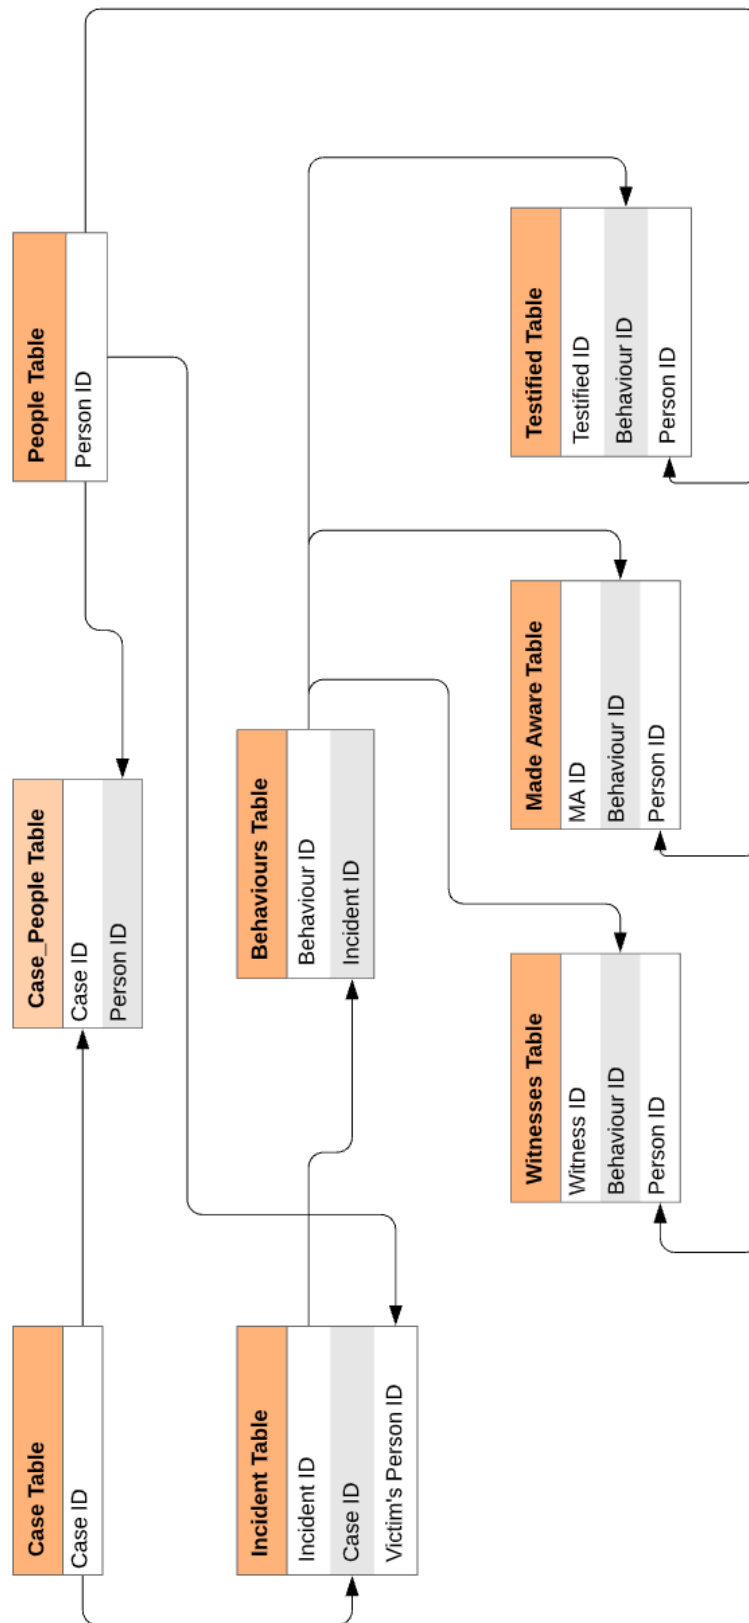 Case Table
Case ID
Case_People Table
Case ID
Person ID
People Table
Person ID
Incident Table
Incident ID
Case ID
Victim's Person ID
Behaviours Table
Behaviour ID
Incident ID
Witnesses Table
Witness ID
Behaviour ID
Person ID
Made Aware Table
MA ID
Behaviour ID
Person ID
Testified Table
Testified ID
Behaviour ID
Person ID